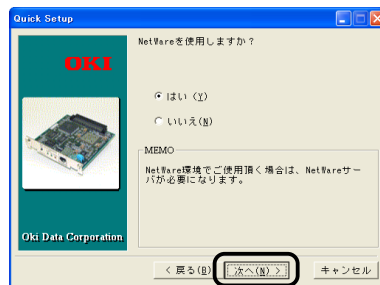 Quick Setup
OKI
Oki Data Corporation
NetWareを使用しますか？
はい (Y)
いいえ(N)
MEMO
NetWare環境でご使用頂く場合は、NetWareサー
バが必要になります。
< 戻る(B)
次へ(N) >
キャンセル